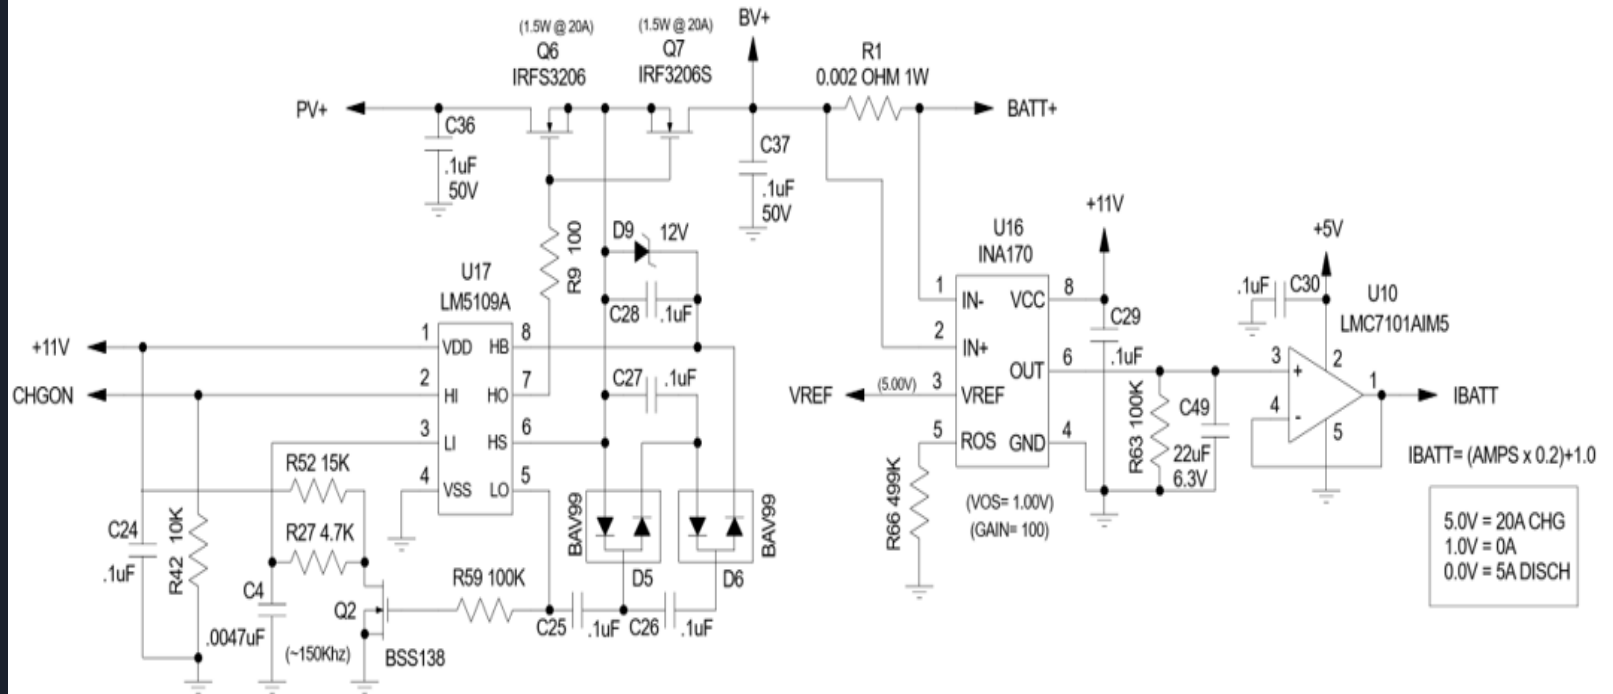 (1.5W @ 20A)
Q6
IRFS3206
(1.5W @ 20A)
Q7
IRF3206S
BV+
R1
0.002 OHM 1W
PV+
BATT+
C36
.1uF
50V
C37
.1uF
50V
+11V
+5V
D9
12V
R9 100
C28
.1uF
U17
LM5109A
U16
INA170
U10
LMC7101AIM5
+11V
CHGON
1
VDD
HB
8
2
HI
HO
7
3
LI
HS
6
4
VSS
LO
5
C27
.1uF
1
IN-
VCC
8
2
IN+
OUT
6
VREF
(5.00V)
3
VREF
5
ROS
GND
4
C29
.1uF
.1uF
C30
3
+
2
1
4
-
5
IBATT
R63 100K
C49
22uF
6.3V
IBATT= (AMPS x 0.2)+1.0
R66 499K
(VOS= 1.00V)
(GAIN= 100)
5.0V = 20A CHG
1.0V = 0A
0.0V = 5A DISCH
R52 15K
R27 4.7K
C24
.1uF
R42 10K
C4
.0047uF
(~150Khz)
Q2
BSS138
R59 100K
BAV99
D5
BAV99
D6
C25
.1uF
C26
.1uF